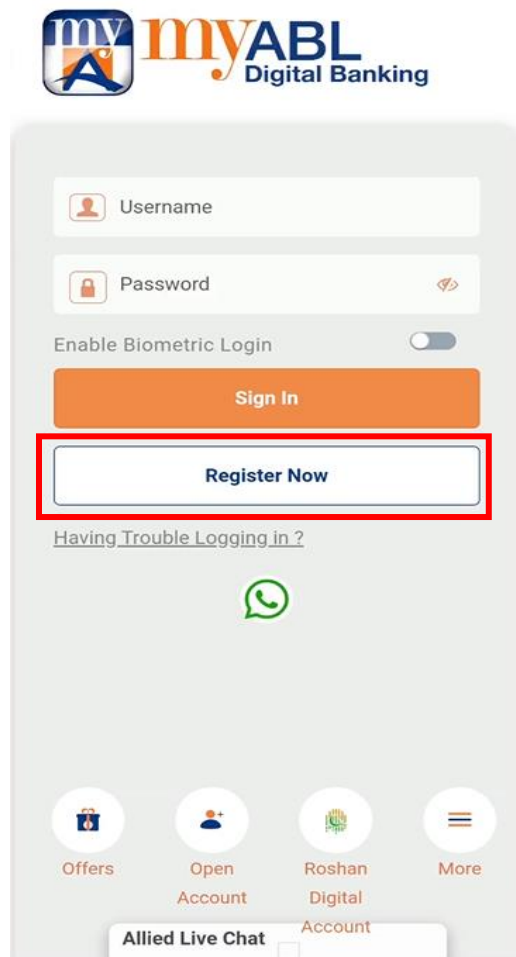 my
A
myABL
Digital Banking
Username
Password
Enable Biometric Login
Sign In
Register Now
Having Trouble Logging in ?
Offers
Open
Account
Roshan
Digital
Account
More
Allied Live Chat